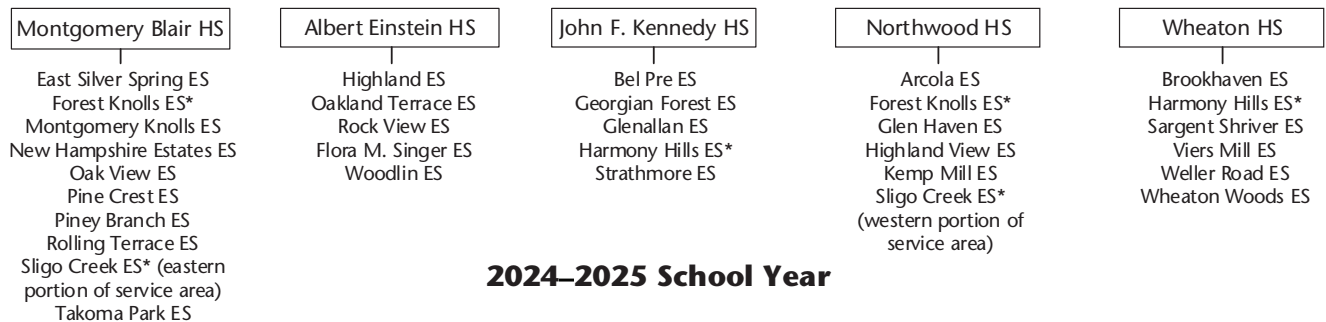 Montgomery Blair HS
East Silver Spring ES
Forest Knolls ES*
Montgomery Knolls ES
New Hampshire Estates ES
Oak View ES
Pine Crest ES
Piney Branch ES
Rolling Terrace ES
Sligo Creek ES* (eastern
portion of service area)
Takoma Park ES
Albert Einstein HS
Highland ES
Oakland Terrace ES
Rock View ES
Flora M. Singer ES
Woodlin ES
John F. Kennedy HS
Bel Pre ES
Georgian Forest ES
Glenallan ES
Harmony Hills ES*
Strathmore ES
Northwood HS
Arcola ES
Forest Knolls ES*
Glen Haven ES
Highland View ES
Kemp Mill ES
Sligo Creek ES*
(western portion of
service area)
Wheaton HS
Brookhaven ES
Harmony Hills ES*
Sargent Shriver ES
Viers Mill ES
Weller Road ES
Wheaton Woods ES
2024–2025 School Year